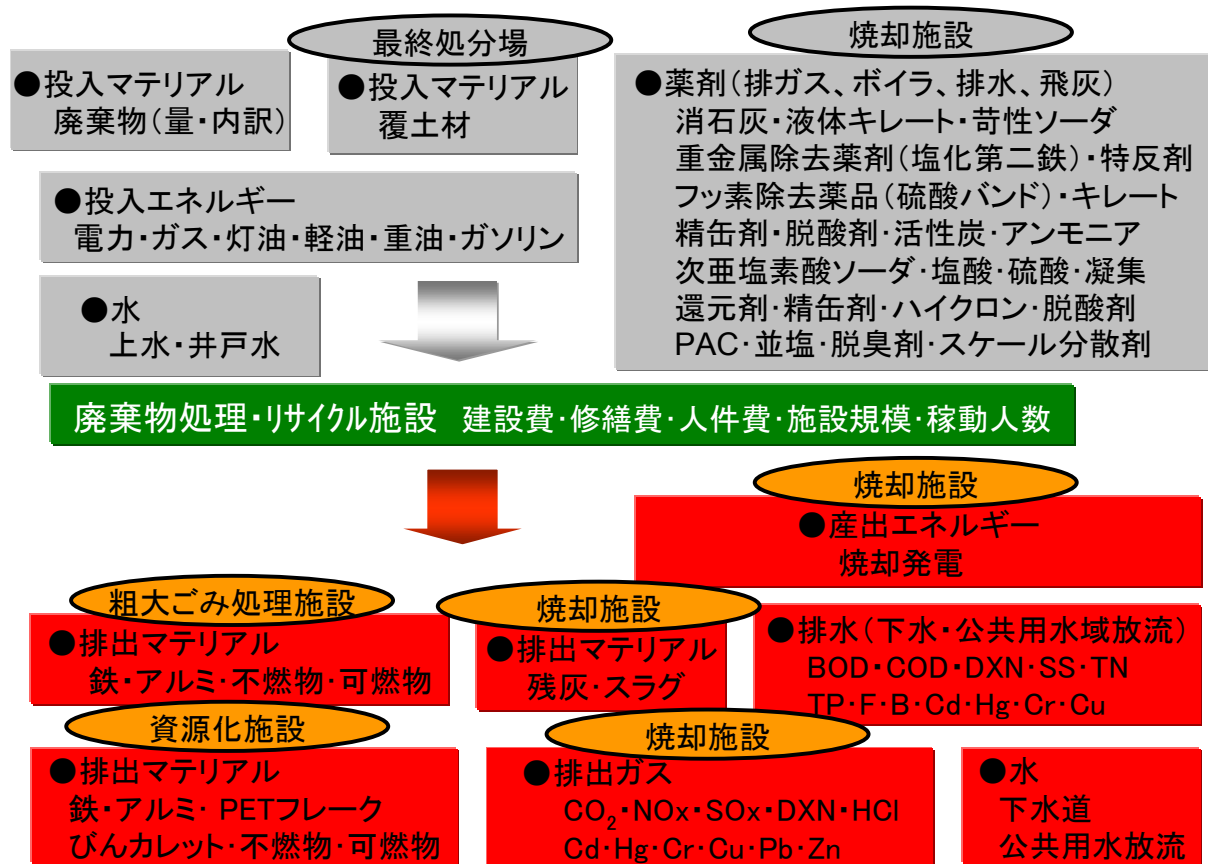 ●投入マテリアル
廃棄物(量・内訳)
最終処分場
●投入マテリアル
覆土材
焼却施設
●薬剤(排ガス、ボイラ、排水、飛灰)
消石灰・液体キレート・苛性ソーダ
重金属除去薬剤(塩化第二鉄)・特反剤
フッ素除去薬品(硫酸バンド)・キレート
精缶剤・脱酸剤・活性炭・アンモニア
次亜塩素酸ソーダ・塩酸・硫酸・凝集
還元剤・精缶剤・ハイクロン・脱酸剤
PAC・並塩・脱臭剤・スケール分散剤
●投入エネルギー
電力・ガス・灯油・軽油・重油・ガソリン
●水
上水・井戸水
廃棄物処理・リサイクル施設 建設費・修繕費・人件費・施設規模・稼動人数
焼却施設
●産出エネルギー
焼却発電
粗大ごみ処理施設
●排出マテリアル
鉄・アルミ・不燃物・可燃物
焼却施設
●排出マテリアル
残灰・スラグ
●排水(下水・公共用水域放流)
BOD・COD・DXN・SS・TN
TP・F・B・Cd・Hg・Cr・Cu
資源化施設
●排出マテリアル
鉄・アルミ・PETフレーク
びんカレット・不燃物・可燃物
焼却施設
●排出ガス
CO₂・NOx・SOx・DXN・HCl
Cd・Hg・Cr・Cu・Pb・Zn
●水
下水道
公共用水放流